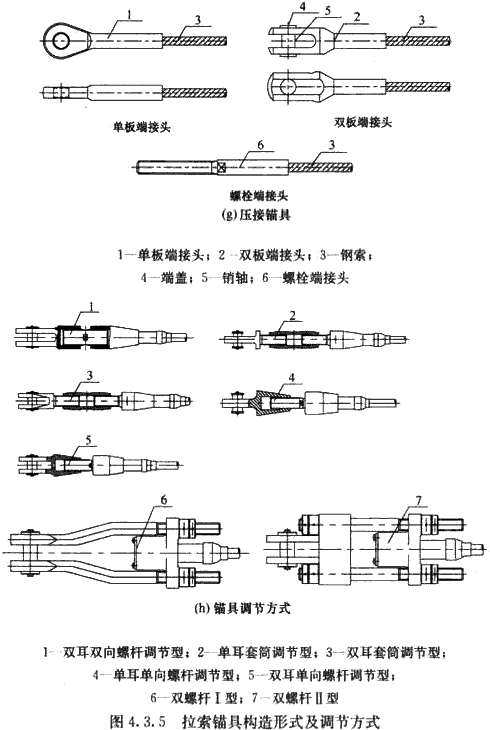 1 3 4 5 2 3
单板端接头 双板端接头
6 3
螺栓端接头
(g)压接锚具
1—单板端接头；2—双板端接头；3—钢索；
4—端盖；5—销轴；6—螺栓端接头
1 2
3 4
5
6 7
(h)锚具调节方式
1—双耳双向螺杆调节型；2—单耳套筒调节型；3—双耳套筒调节型；
4—单耳单向螺杆调节型；5—双耳单向螺杆调节型；
6—双螺杆Ⅰ型；7—双螺杆Ⅱ型
图 4.3.5 拉索锚具构造形式及调节方式